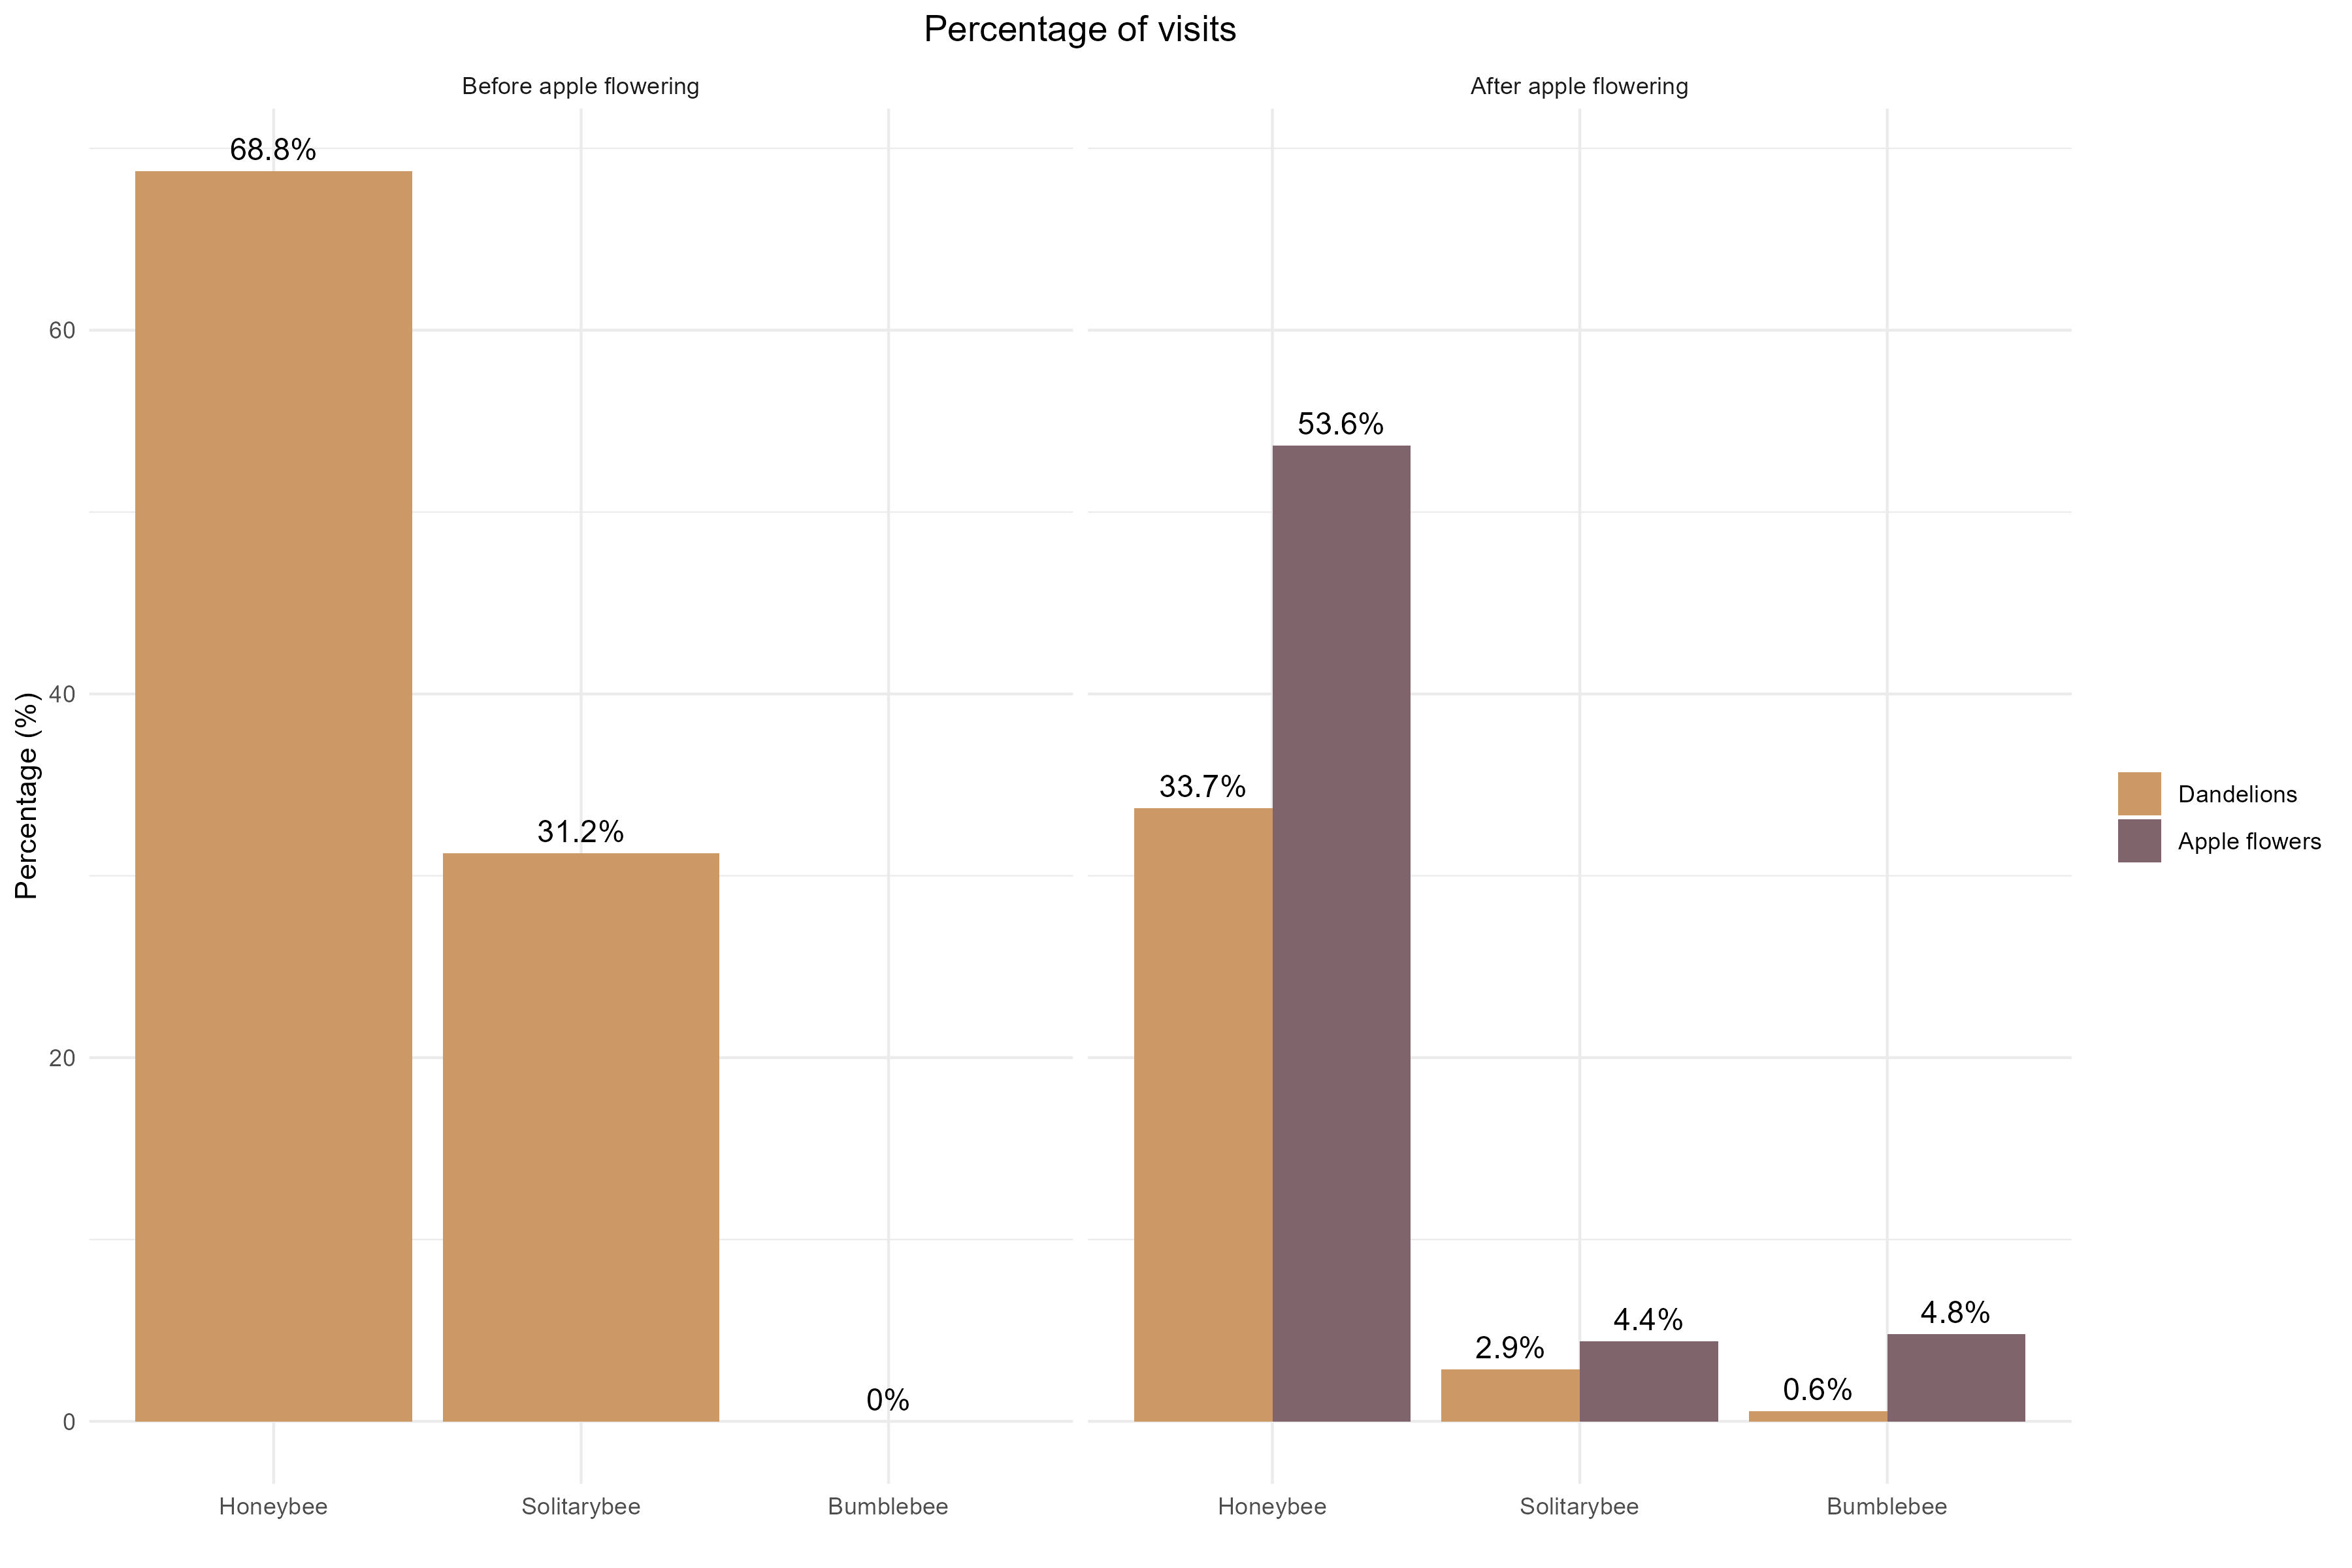 Percentage of visits
Before apple flowering
After apple flowering
Percentage (%)
60
40
20
0
68.8%
31.2%
0%
33.7%
53.6%
2.9%
4.4%
0.6%
4.8%
Honeybee
Solitarybee
Bumblebee
Honeybee
Solitarybee
Bumblebee
Dandelions
Apple flowers